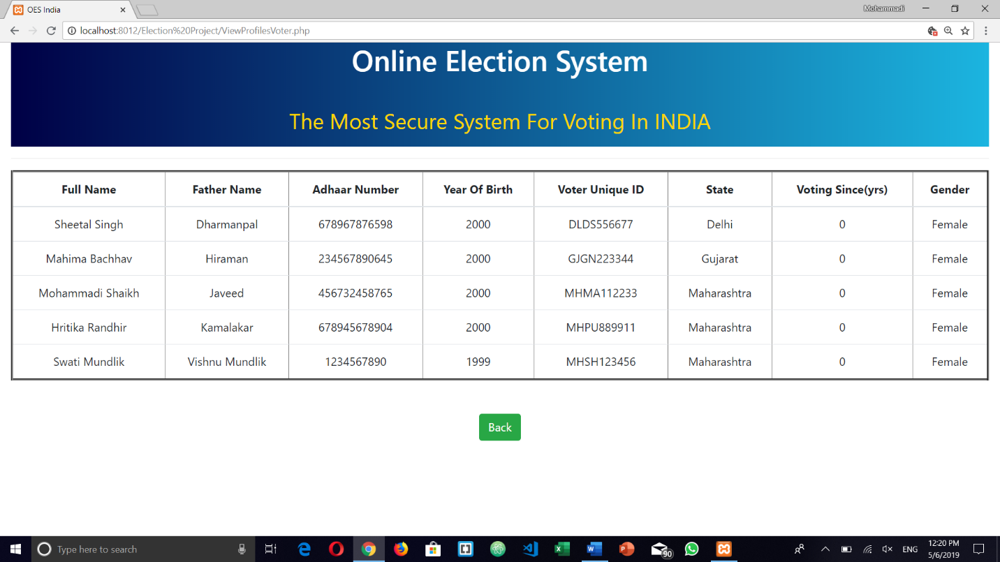 OES India
Mohammadi
localhost:8012/Election%20Project/ViewProfilesVoter.php
Online Election System
The Most Secure System For Voting In INDIA
Full Name Father Name Adhaar Number Year Of Birth Voter Unique ID State Voting Since(yrs) Gender
Sheetal Singh Dharmanpal 678967876598 2000 DLDS556677 Delhi 0 Female
Mahima Bachhav Hiraman 234567890645 2000 GJGN223344 Gujarat 0 Female
Mohammadi Shaikh Javeed 456732458765 2000 MHMA112233 Maharashtra 0 Female
Hritika Randhir Kamalakar 678945678904 2000 MHPU889911 Maharashtra 0 Female
Swati Mundlik Vishnu Mundlik 1234567890 1999 MHSH123456 Maharashtra 0 Female
Back
Type here to search
90
ENG
12:20 PM
5/6/2019